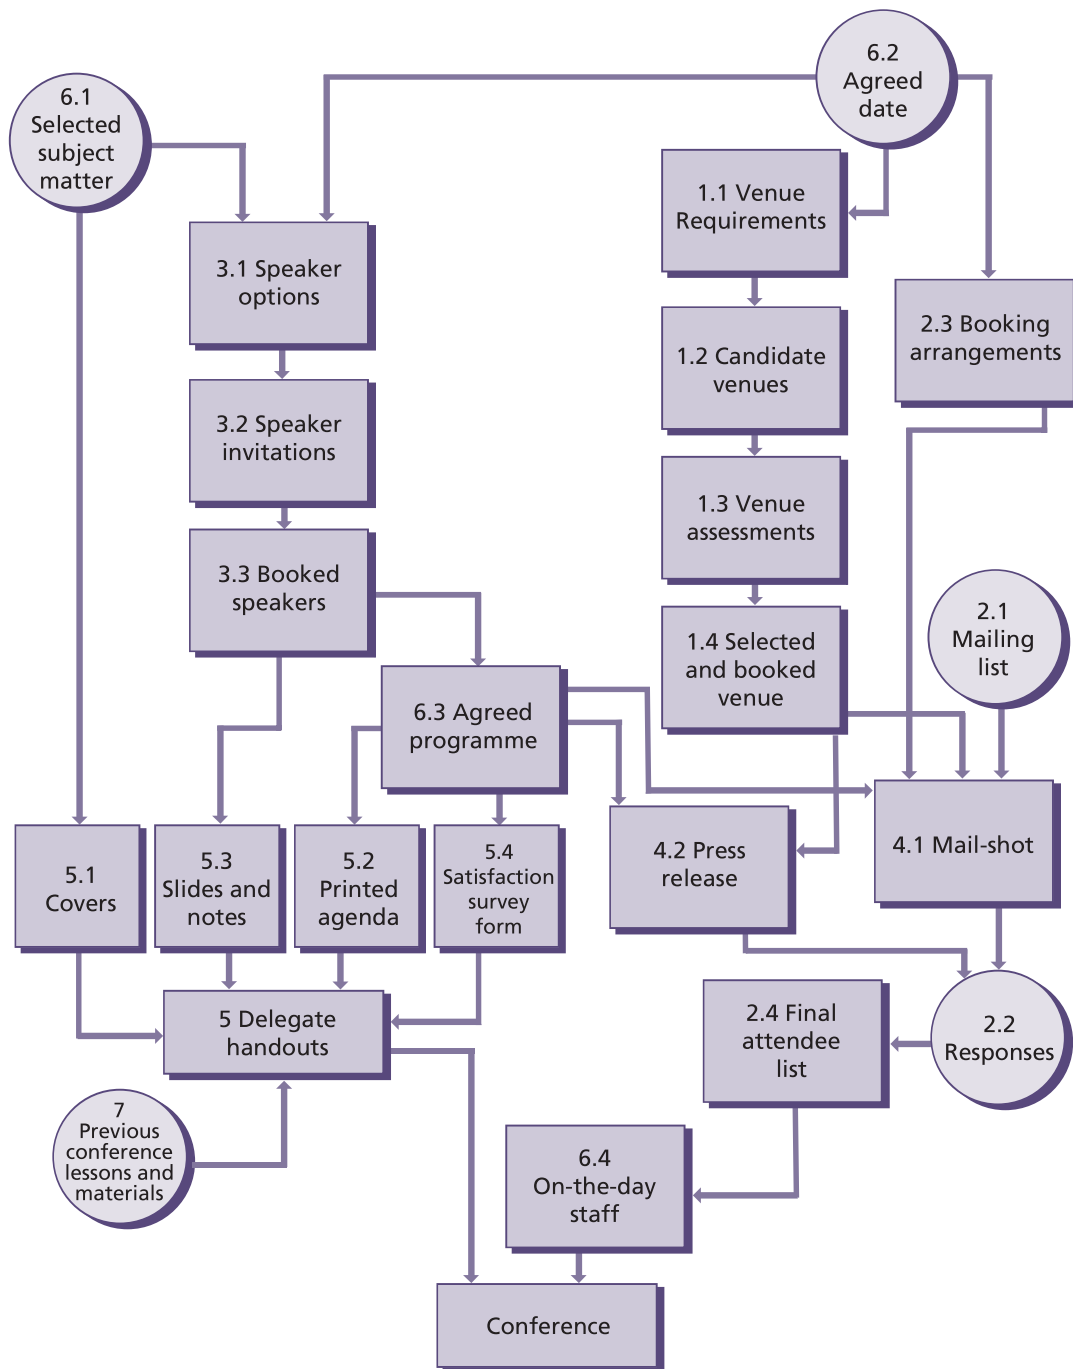 6.2
Agreed
date
6.1
Selected
subject
matter
1.1 Venue
Requirements
3.1 Speaker
options
2.3 Booking
arrangements
1.2 Candidate
venues
3.2 Speaker
invitations
1.3 Venue
assessments
3.3 Booked
speakers
2.1
Mailing
list
1.4 Selected
and booked
venue
6.3 Agreed
programme
4.1 Mail-shot
4.2 Press
release
5.1
Covers
5.3
Slides and
notes
5.2
Printed
agenda
5.4
Satisfaction
survey
form
5 Delegate
handouts
2.4 Final
attendee
list
2.2
Responses
7
Previous
conference
lessons and
materials
6.4
On-the-day
staff
Conference